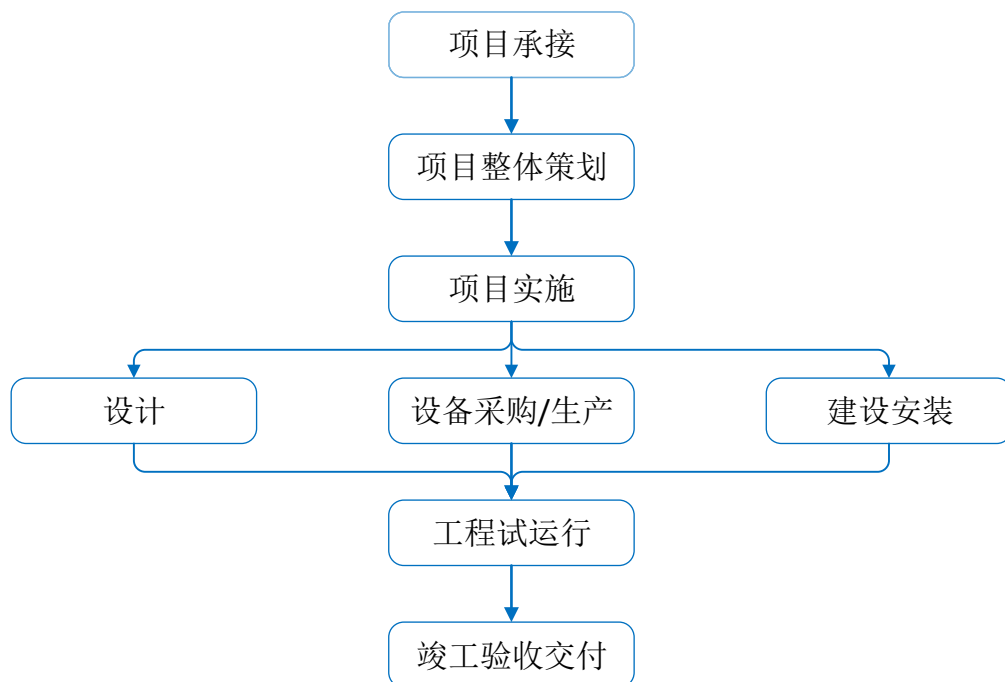 项目承接
项目整体策划
项目实施
设计
设备采购/生产
建设安装
工程试运行
竣工验收交付